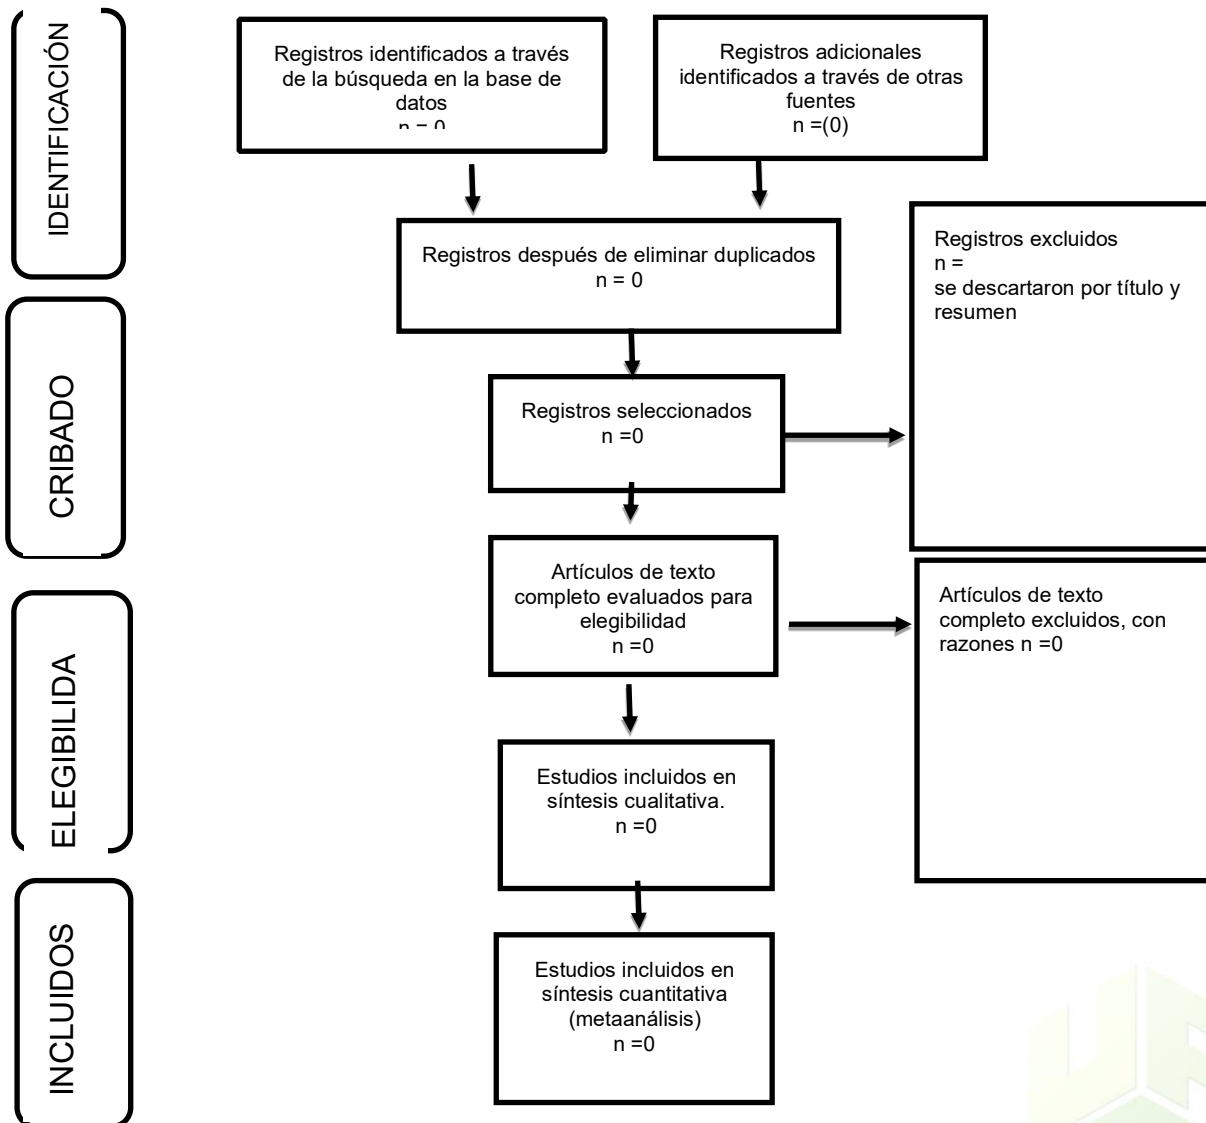 IDENTIFICACIÓN
Registros identificados a través
de la búsqueda en la base de
datos
n = 0
Registros adicionales
identificados a través de otras
fuentes
n =(0)
Registros después de eliminar duplicados
n = 0
Registros excluidos
n =
se descartaron por título y
resumen
CRIBADO
Registros seleccionados
n =0
ELEGIBILIDA
Artículos de texto
completo evaluados para
elegibilidad
n =0
Artículos de texto
completo excluidos, con
razones n =0
Estudios incluidos en
síntesis cualitativa.
n =0
INCLUIDOS
Estudios incluidos en
síntesis cuantitativa
(metaanálisis)
n =0